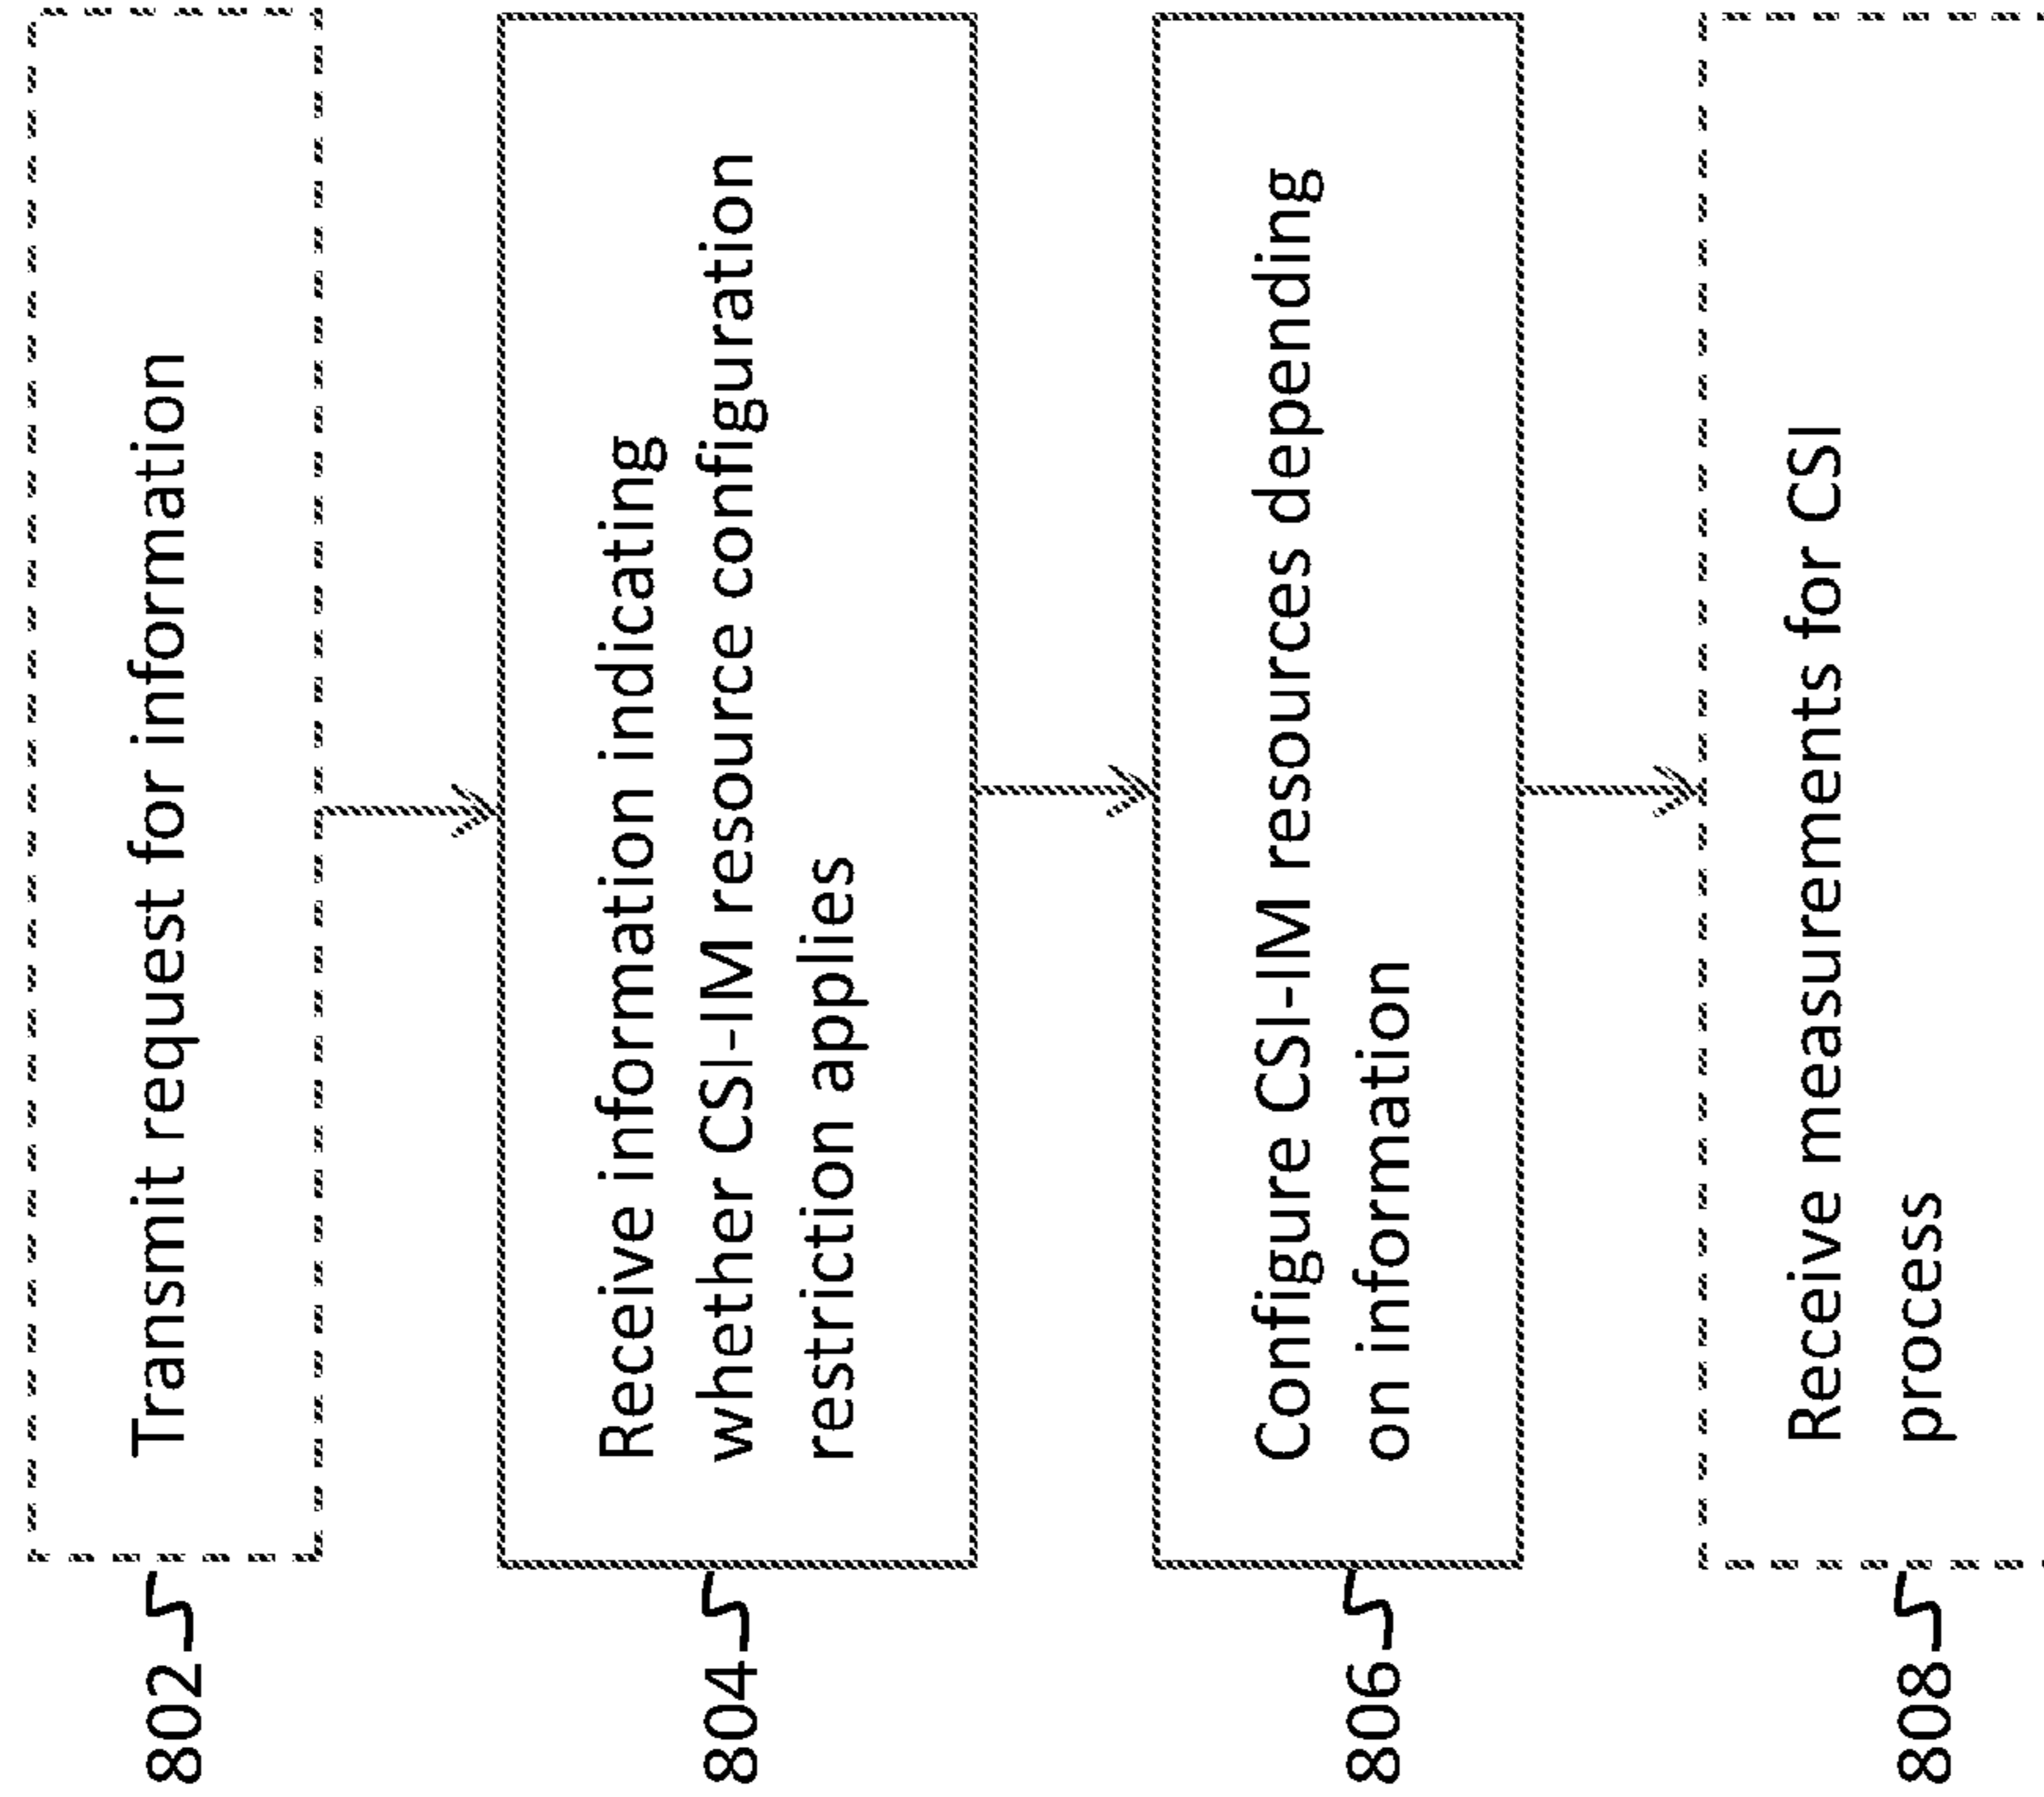 802
Transmit request for information
804
Receive information indicating
whether CSI-IM resource configuration
restriction applies
806
Configure CSI-IM resources depending
on information
808
Receive measurements for CSI
process